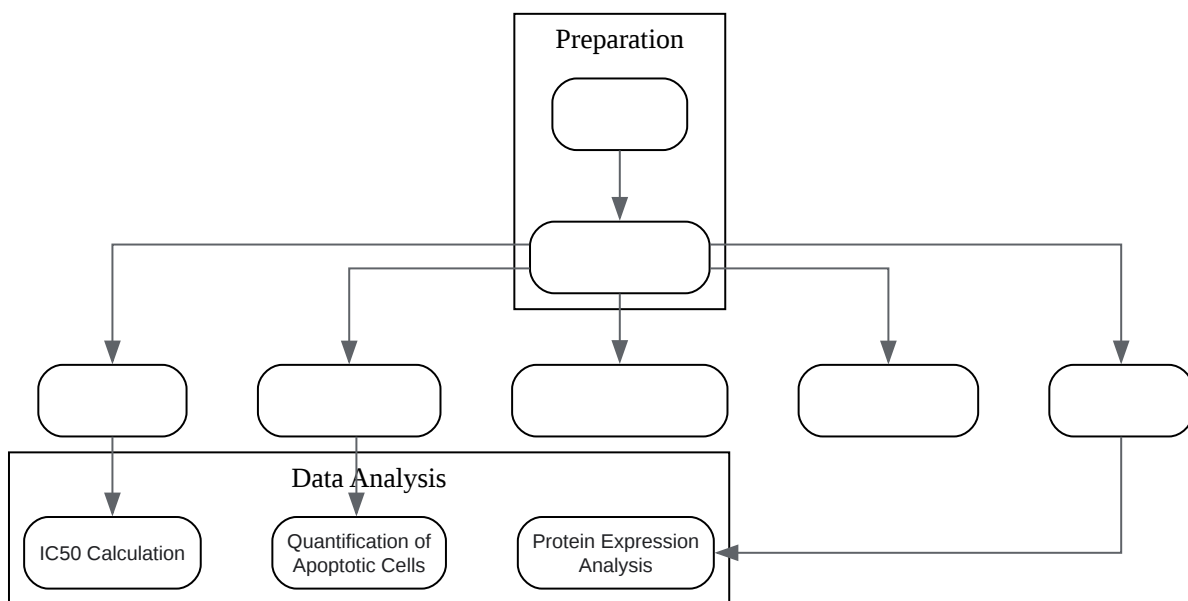 Preparation
Data Analysis
IC50 Calculation
Quantification of
Apoptotic Cells
Protein Expression
Analysis